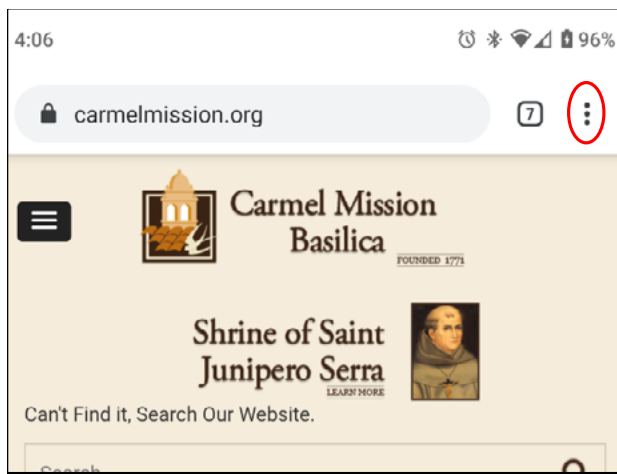 4:06 96%
carmelmission.org 7
Carmel Mission
Basilica
FOUNDED 1771
Shrine of Saint
Junipero Serra
LEARN MORE
Can't Find it, Search Our Website.
Search